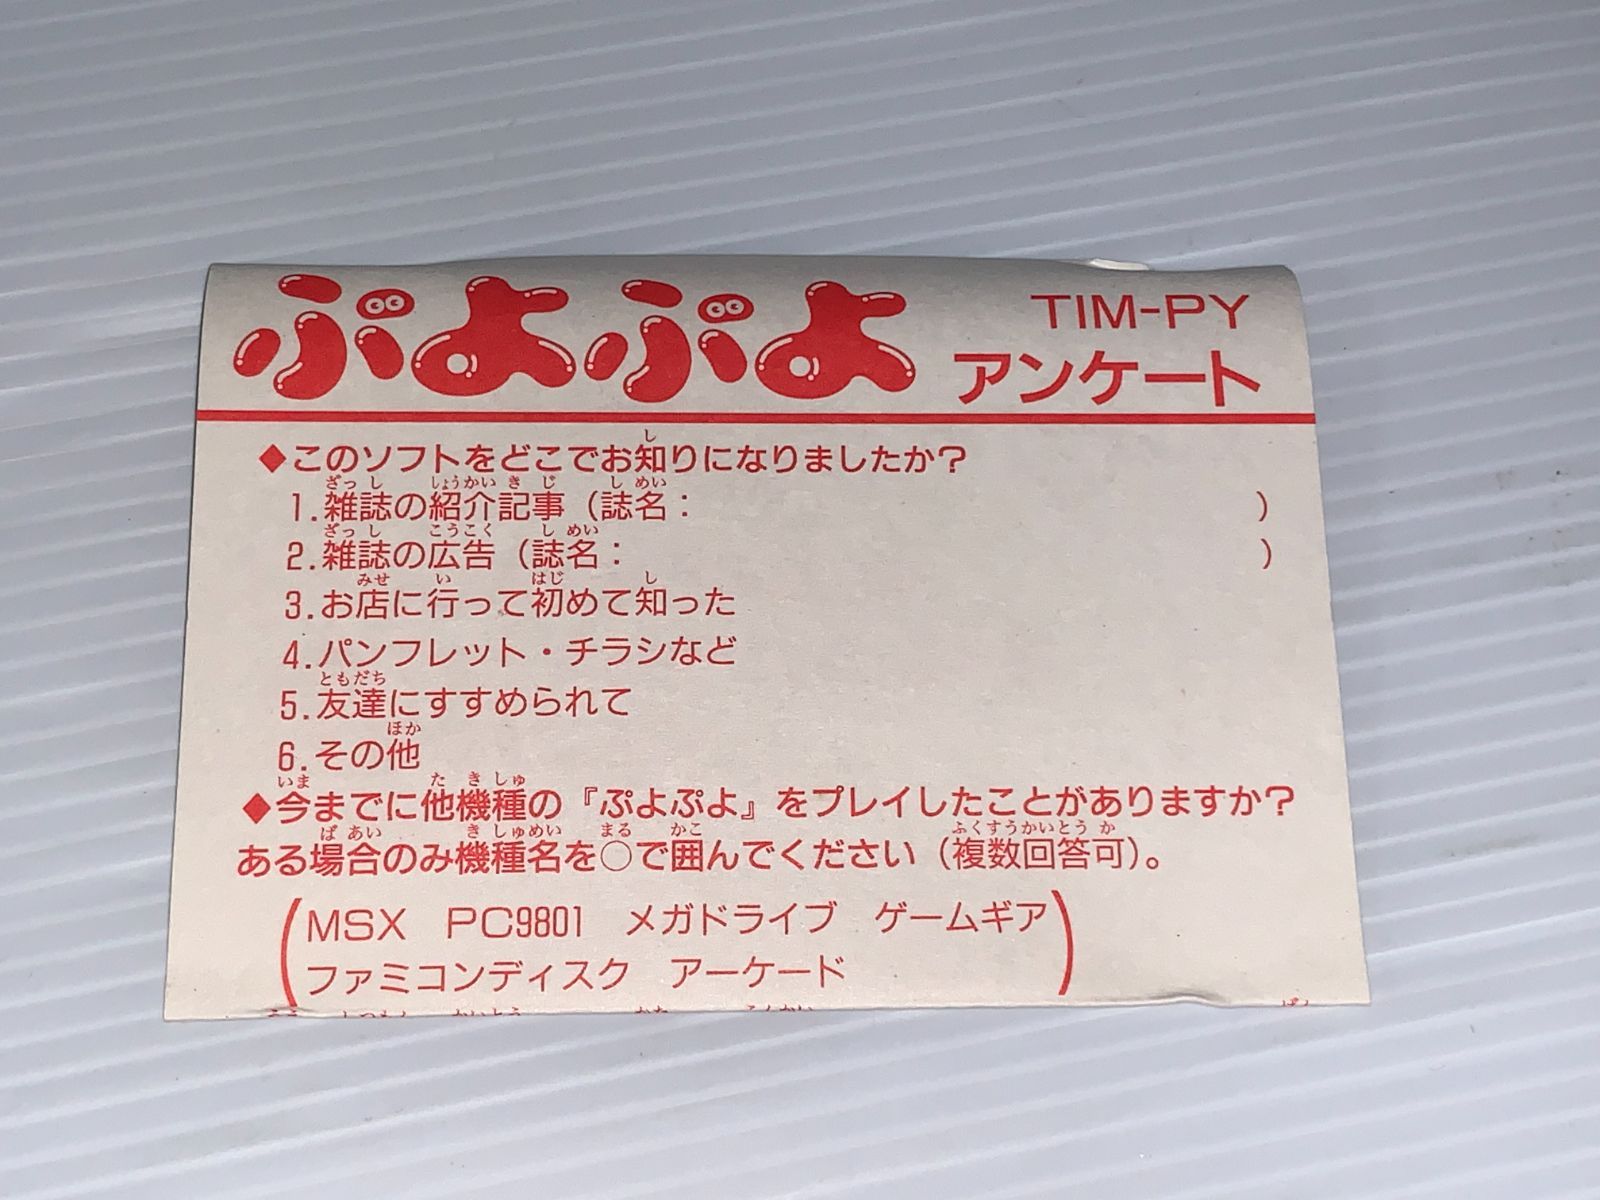 ぷよぷよ
TIM-PY
アンケート
◆このソフトをどこでお知りになりましたか?
1.雑誌の紹介記事(誌名: )
2.雑誌の広告(誌名: )
3.お店に行って初めて知った
4.パンフレット・チラシなど
5.友達にすすめられて
6.その他
◆今までに他機種の『ぷよぷよ』をプレイしたことがありますか?
ある場合のみ機種名を○で囲んでください(複数回答可)。
(MSX PC9801 メガドライブ ゲームギア
ファミコンディスク アーケード)